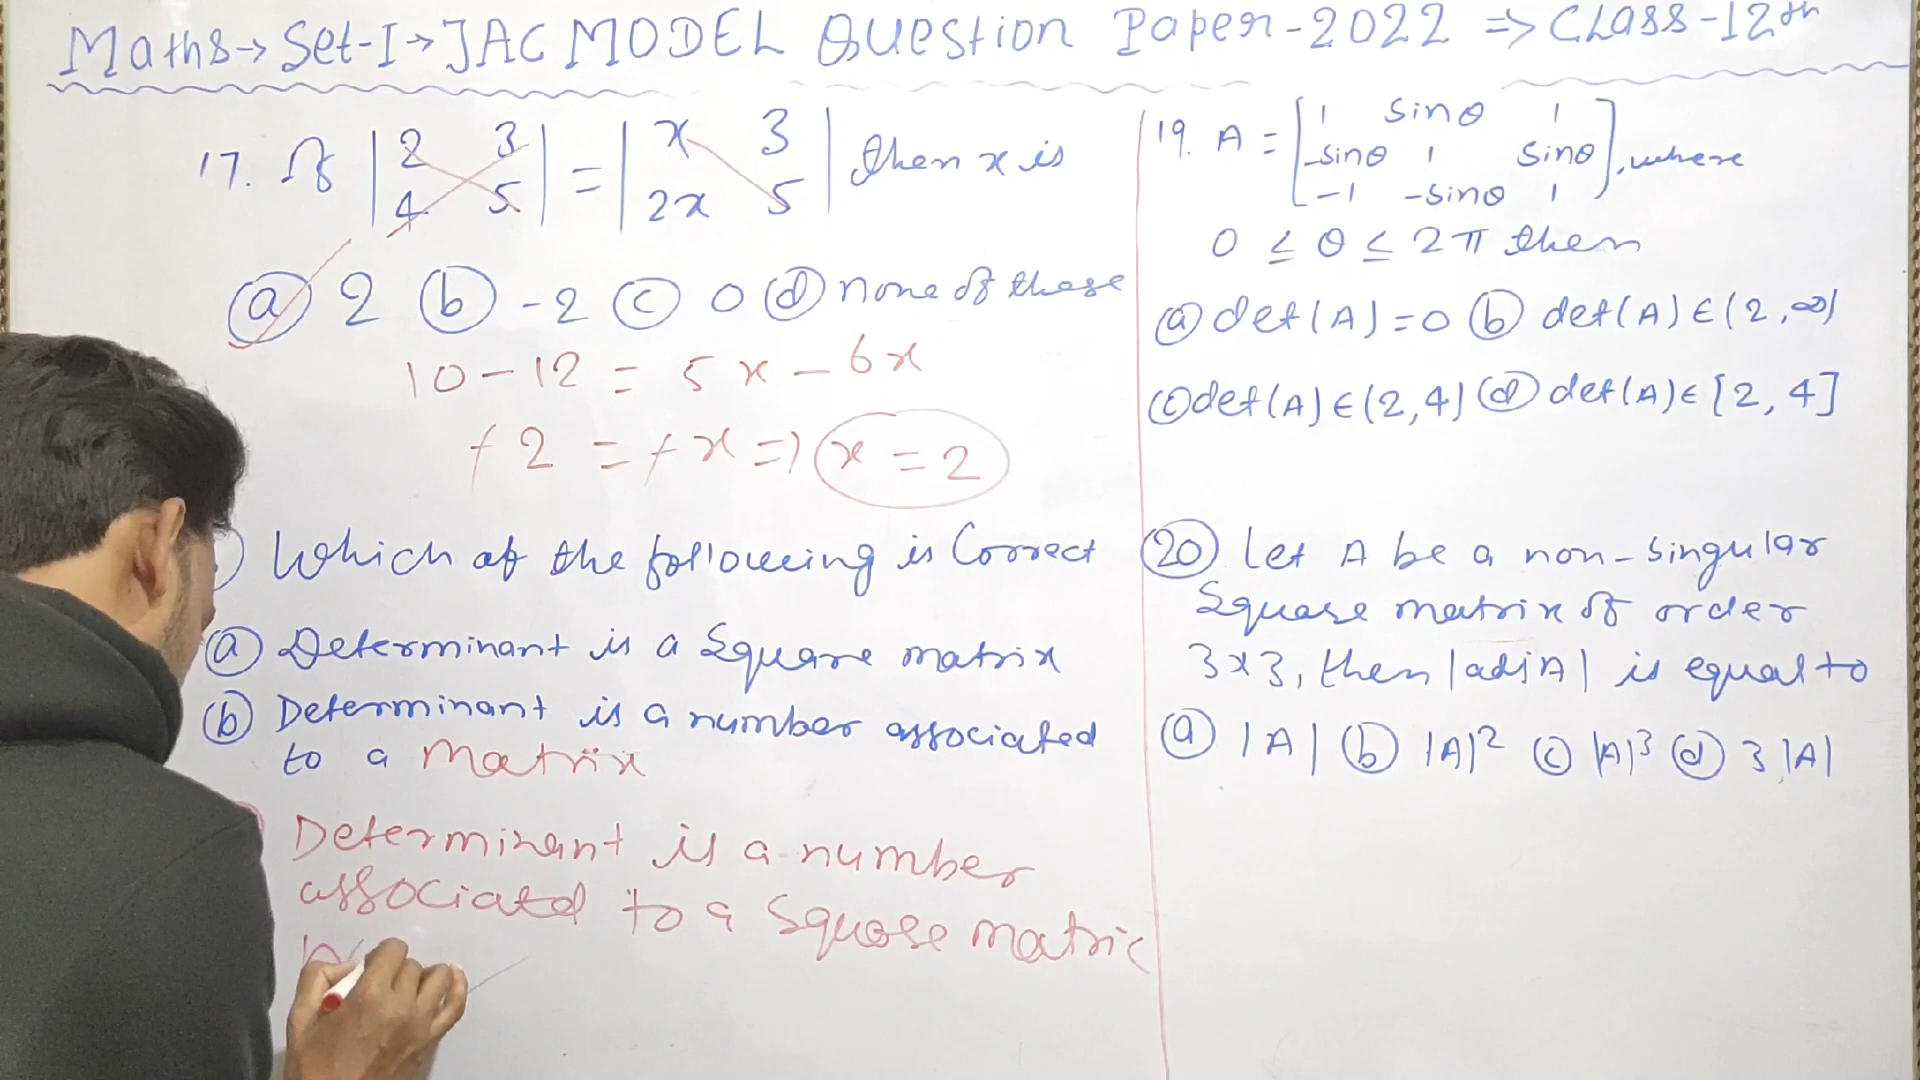 Maths→Set-I→JAC MODEL Question Paper-2022 ⇒ Class-12th
17. If |2 3| = |x 3| then x is
|4 5| |2x 5|
(a) 2 (b) -2 (c) 0 (d) none of these
10-12 = 5x-6x
+2 = +x ⇒ x = 2
Which of the following is Correct
(a) Determinant is a Square matrix
(b) Determinant is a number associated
to a matrix
Determinant is a number
associated to a Square matric
19. A = [1 sinθ 1
-sinθ 1 sinθ
-1 -sinθ 1], where
0 ≤ θ ≤ 2π then
(a) det(A)=0 (b) det(A)∈(2,∞)
(c) det(A)∈(2,4) (d) det(A)∈[2,4]
(20) Let A be a non-singular
Square matrix of order
3x3, then |adjA| is equal to
(a) |A| (b) |A|² (c) |A|³ (d) 3|A|